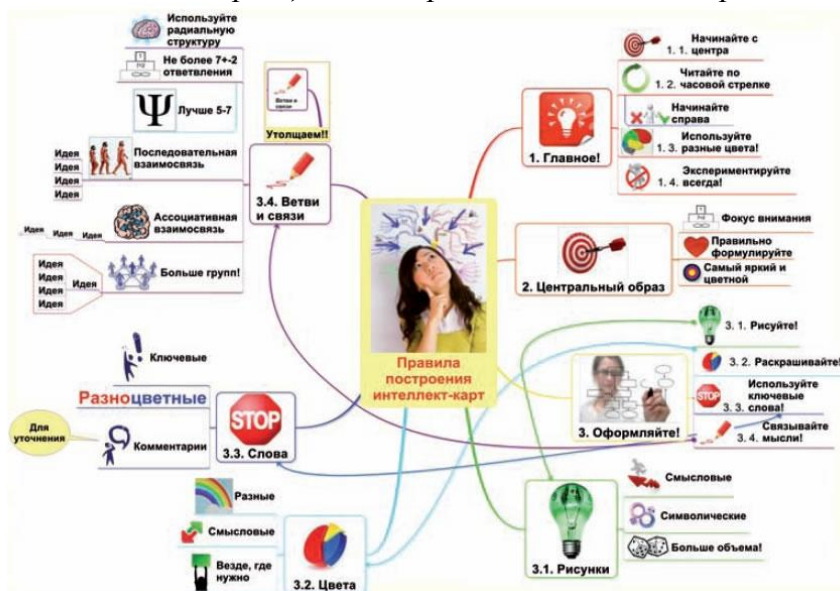 Используйте
радиальную
структуру
Не более 7+-2
ответвления
Лучше 5-7
Последовательная
взаимосвязь
Идея
Идея
Идея
Идея
Ассоциативная
взаимосвязь
Идея
Идея
Идея
Больше групп!
Идея
Идея
Идея
Идея
Идея
Ветви и
связи
Утолщаем!!
3.4. Ветви
и связи
Правила
построения
интеллект-карт
1. Главное!
Начинайте с
1. 1. центра
Читайте по
1. 2. часовой стрелке
Начинайте
справа
Используйте
1. 3. разные цвета!
Экспериментируйте
1. 4. всегда!
2. Центральный образ
Фокус внимания
Правильно
формулируйте
Самый яркий и
цветной
3. Оформляйте!
3. 1. Рисуйте!
3. 2. Раскрашивайте!
Используйте
ключевые
3. 3. слова!
Связывайте
3. 4. мысли!
STOP
3.1. Рисунки
Смысловые
Символические
Больше объема!
3.2. Цвета
Разные
Смысловые
Везде, где
нужно
STOP
3.3. Слова
Ключевые
Разноцветные
Комментарии
Для
уточнения